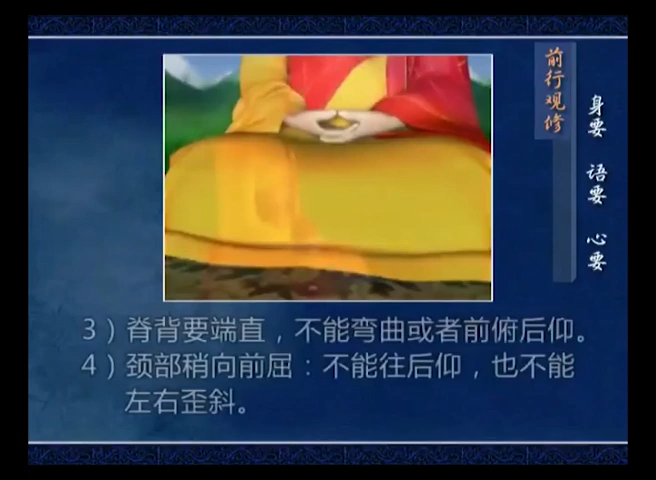 前行观修
身要 语要 心要
3）脊背要端直，不能弯曲或者前俯后仰。
4）颈部稍向前屈：不能往后仰，也不能
左右歪斜。